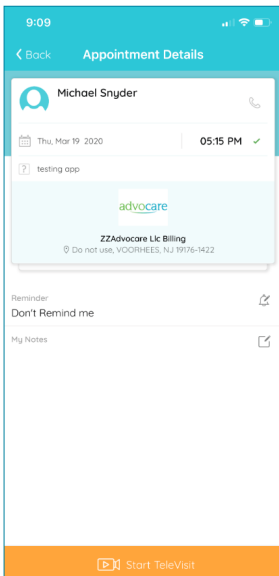 9:09
Back Appointment Details
Michael Snyder
Thu, Mar 19 2020 05:15 PM
? testing app
advocare
ZZAdvocare Llc Billing
Do not use, VOORHEES, NJ 19176-1422
Reminder
Don't Remind me
My Notes
Start TeleVisit